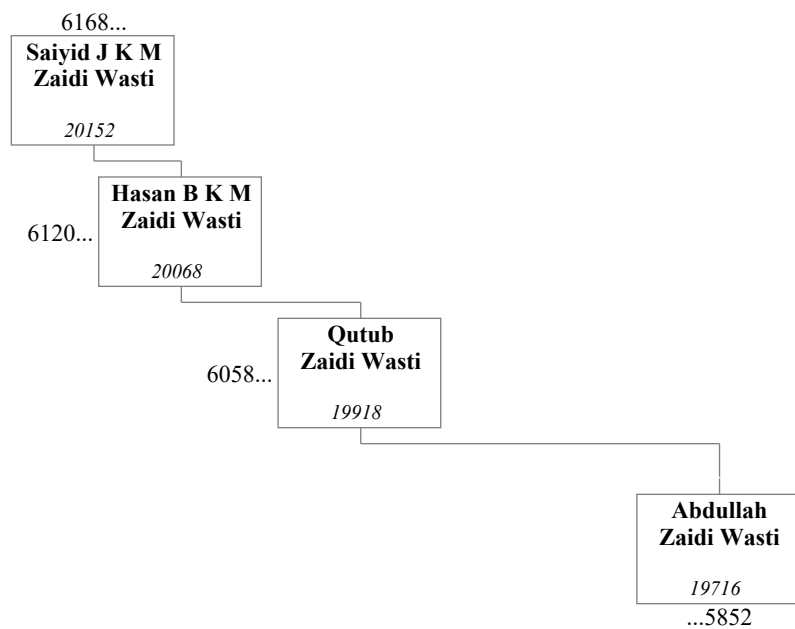 6168...
Saiyid J K M
Zaidi Wasti
20152
Hasan B K M
Zaidi Wasti
6120...
20068
Qutub
Zaidi Wasti
6058...
19918
Abdullah
Zaidi Wasti
19716
...5852